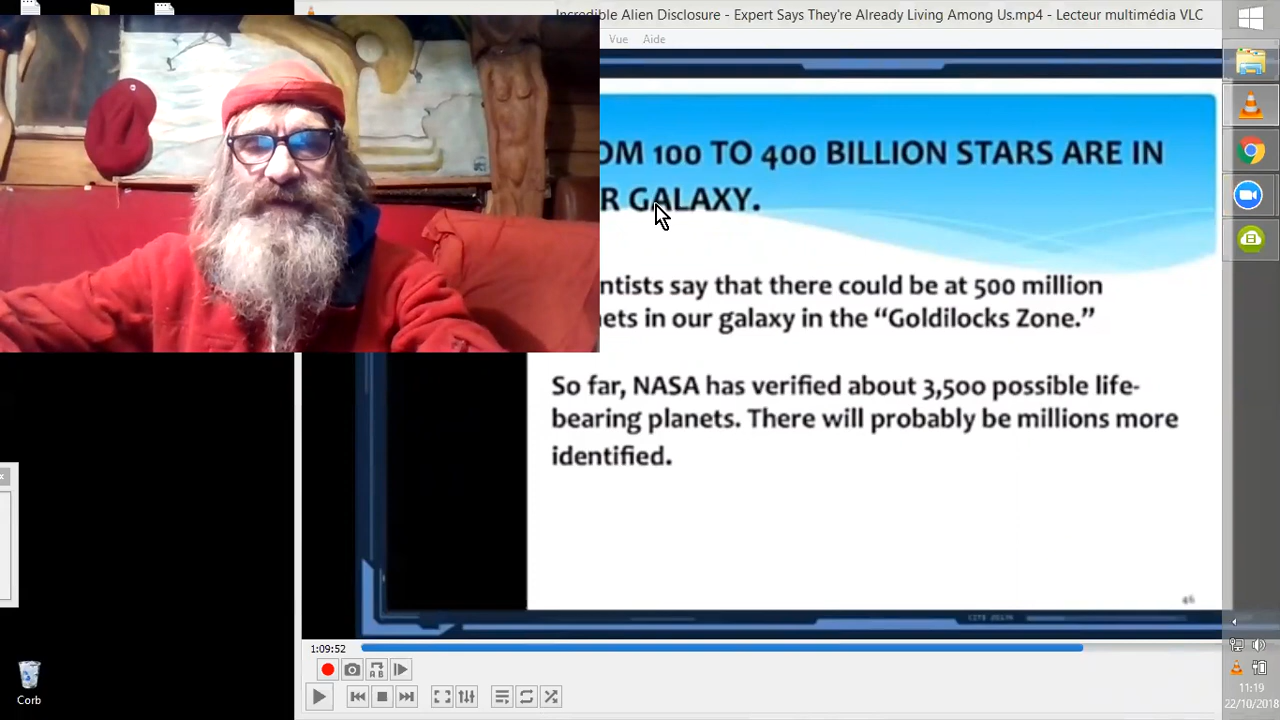 Incredible Alien Disclosure - Expert Says They're Already Living Among Us.mp4 - Lecteur multimédia VLC
Vue Aide
OM 100 TO 400 BILLION STARS ARE IN
R GALAXY.
ntists say that there could be at 500 million
ets in our galaxy in the “Goldilocks Zone.”
So far, NASA has verified about 3,500 possible life-
bearing planets. There will probably be millions more
identified.
46
1:09:52
A B
Corb
11:19
22/10/2018